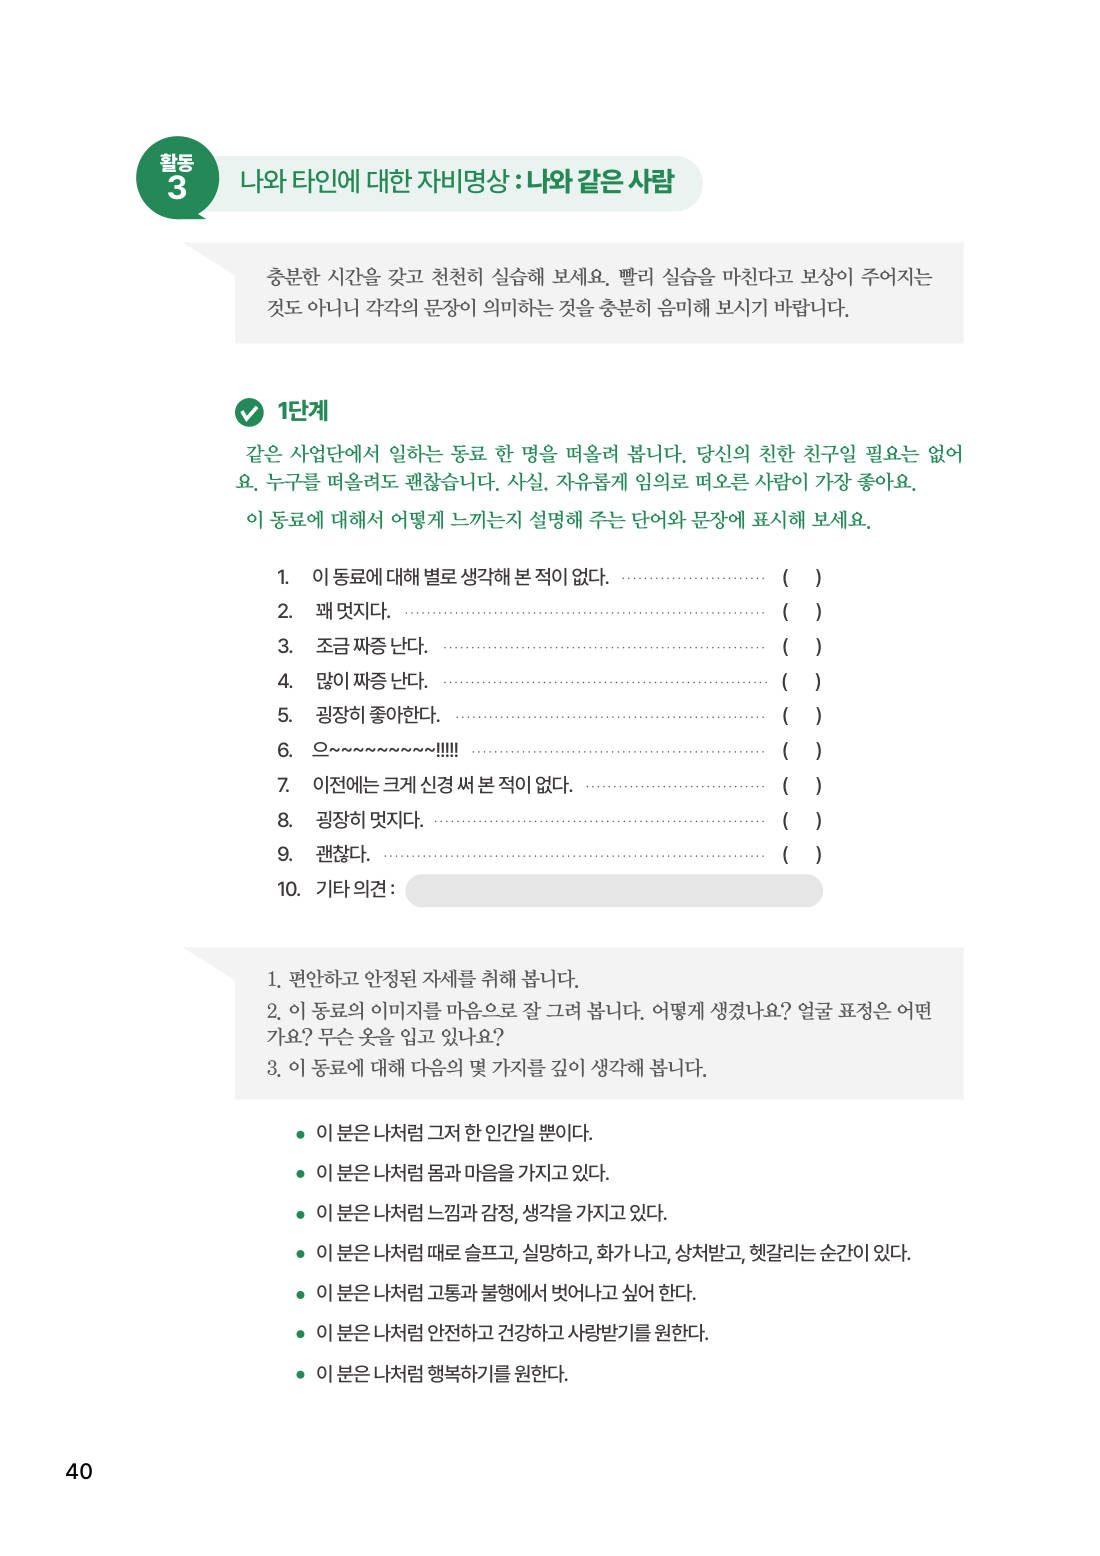 활동
3
나와 타인에 대한 자비명상 : 나와 같은 사람
충분한 시간을 갖고 천천히 실습해 보세요. 빨리 실습을 마친다고 보상이 주어지는
것도 아니니 각각의 문장이 의미하는 것을 충분히 음미해 보시기 바랍니다.
1단계
같은 사업단에서 일하는 동료 한 명을 떠올려 봅니다. 당신의 친한 친구일 필요는 없어
요. 누구를 떠올려도 괜찮습니다. 사실, 자유롭게 임의로 떠오른 사람이 가장 좋아요.
이 동료에 대해서 어떻게 느끼는지 설명해 주는 단어와 문장에 표시해 보세요.
1. 이 동료에 대해 별로 생각해 본 적이 없다. ( )
2. 꽤 멋지다. ( )
3. 조금 짜증 난다. ( )
4. 많이 짜증 난다. ( )
5. 굉장히 좋아한다. ( )
6. 으~~~~~~~~~!!!!! ( )
7. 이전에는 크게 신경 써 본 적이 없다. ( )
8. 굉장히 멋지다. ( )
9. 괜찮다. ( )
10. 기타 의견 :
1. 편안하고 안정된 자세를 취해 봅니다.
2. 이 동료의 이미지를 마음으로 잘 그려 봅니다. 어떻게 생겼나요? 얼굴 표정은 어떤
가요? 무슨 옷을 입고 있나요?
3. 이 동료에 대해 다음의 몇 가지를 깊이 생각해 봅니다.
• 이 분은 나처럼 그저 한 인간일 뿐이다.
• 이 분은 나처럼 몸과 마음을 가지고 있다.
• 이 분은 나처럼 느낌과 감정, 생각을 가지고 있다.
• 이 분은 나처럼 때로 슬프고, 실망하고, 화가 나고, 상처받고, 헷갈리는 순간이 있다.
• 이 분은 나처럼 고통과 불행에서 벗어나고 싶어 한다.
• 이 분은 나처럼 안전하고 건강하고 사랑받기를 원한다.
• 이 분은 나처럼 행복하기를 원한다.
40